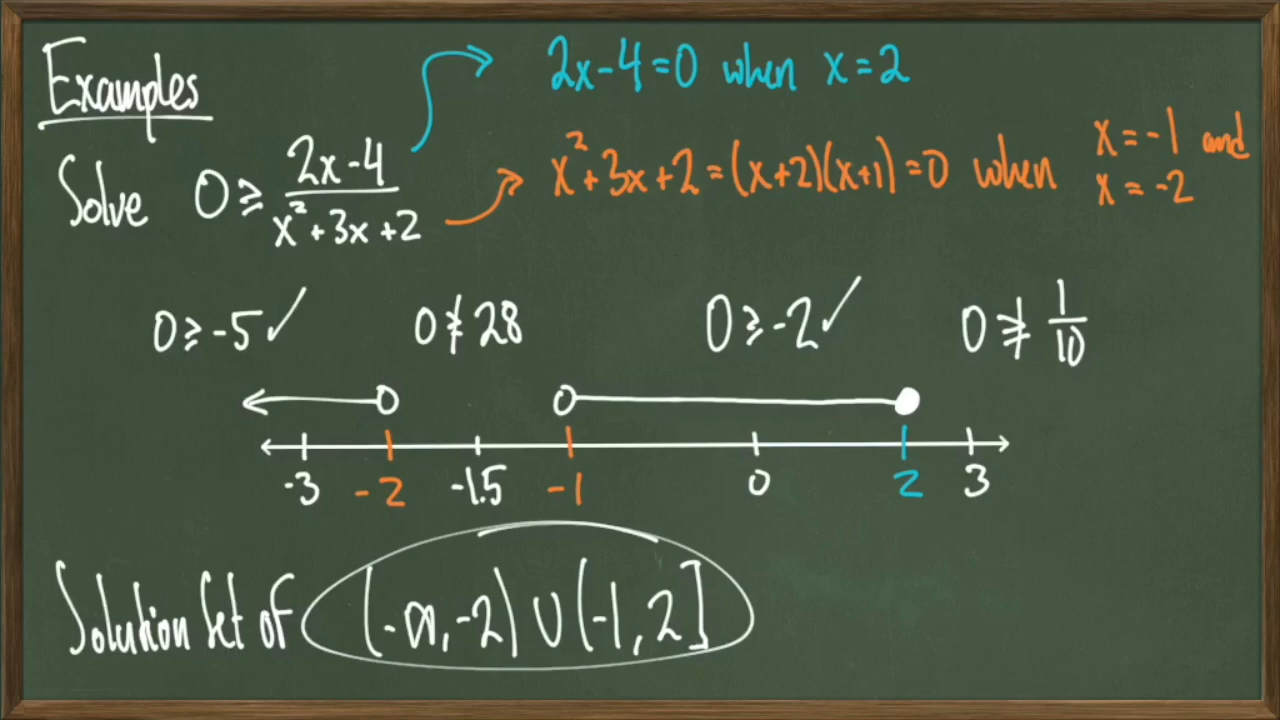 Examples
Solve 0 ≥ (2x-4)/(x²+3x+2)
2x-4=0 when x=2
x²+3x+2=(x+2)(x+1)=0 when x=-1 and x=-2
0≥-5✓ 0≱28 0≥-2✓ 0≱1/10
-3 -2 -1.5 -1 0 2 3
Solution Set of (-∞,-2)∪(-1,2]